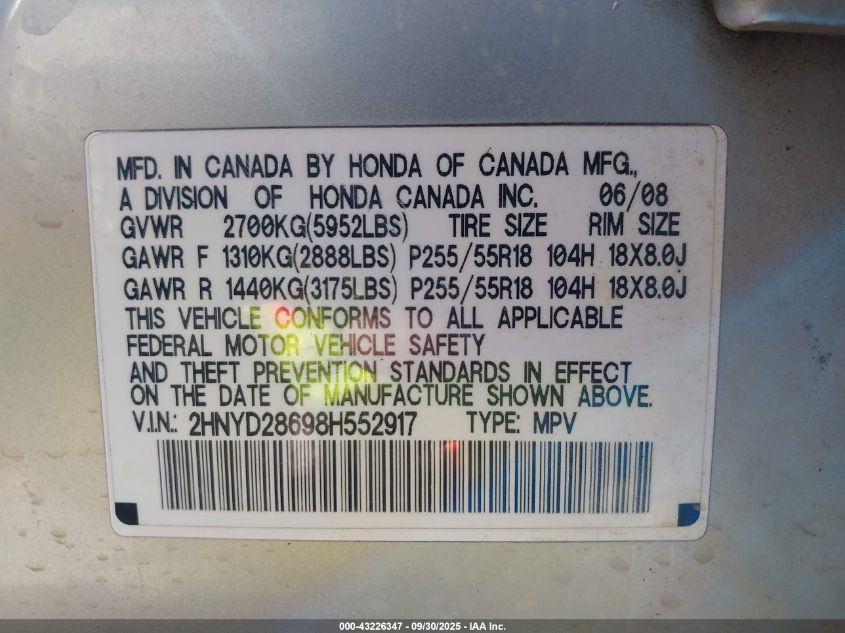 MFD. IN CANADA BY HONDA OF CANADA MFG.,
A DIVISION OF HONDA CANADA INC. 06/08
GVWR 2700KG(5952LBS) TIRE SIZE RIM SIZE
GAWR F 1310KG(2888LBS) P255/55R18 104H 18X8.0J
GAWR R 1440KG(3175LBS) P255/55R18 104H 18X8.0J
THIS VEHICLE CONFORMS TO ALL APPLICABLE
FEDERAL MOTOR VEHICLE SAFETY
AND THEFT PREVENTION STANDARDS IN EFFECT
ON THE DATE OF MANUFACTURE SHOWN ABOVE.
V.I.N.: 2HNYD28698H552917 TYPE: MPV
000-43226347 - 09/30/2025 - IAA Inc.